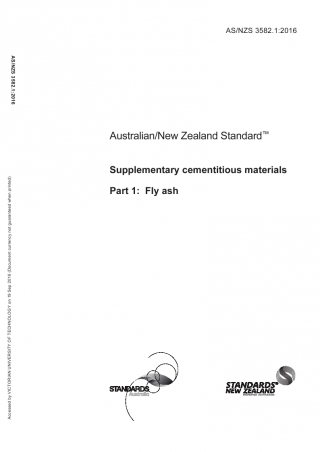 AS/NZS 3582.1:2016
AS/NZS 3582.1:2016
Australian/New Zealand Standard™
Supplementary cementitious materials
Part 1: Fly ash
Accessed by VICTORIAN UNIVERSITY OF TECHNOLOGY on 16 Sep 2016 (Document currency not guaranteed when printed)
STANDARDS
Australia
STANDARDS
NEW ZEALAND